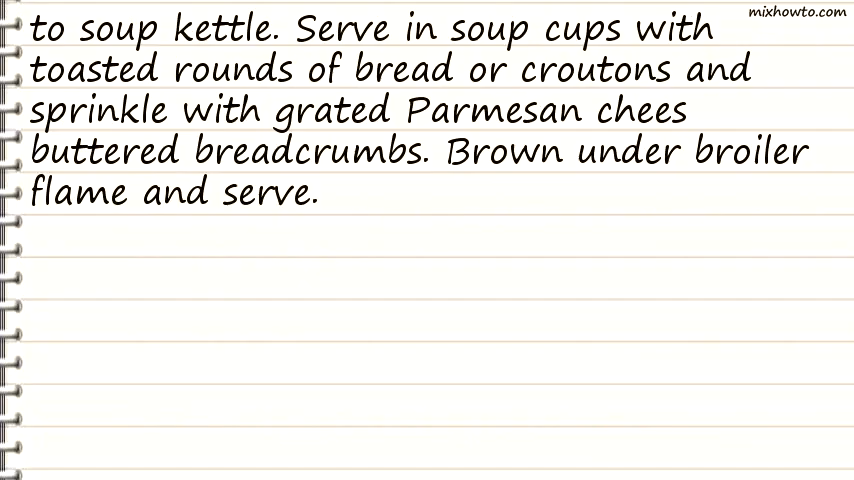 mixhowto.com
to soup kettle. Serve in soup cups with
toasted rounds of bread or croutons and
sprinkle with grated Parmesan chees
buttered breadcrumbs. Brown under broiler
flame and serve.